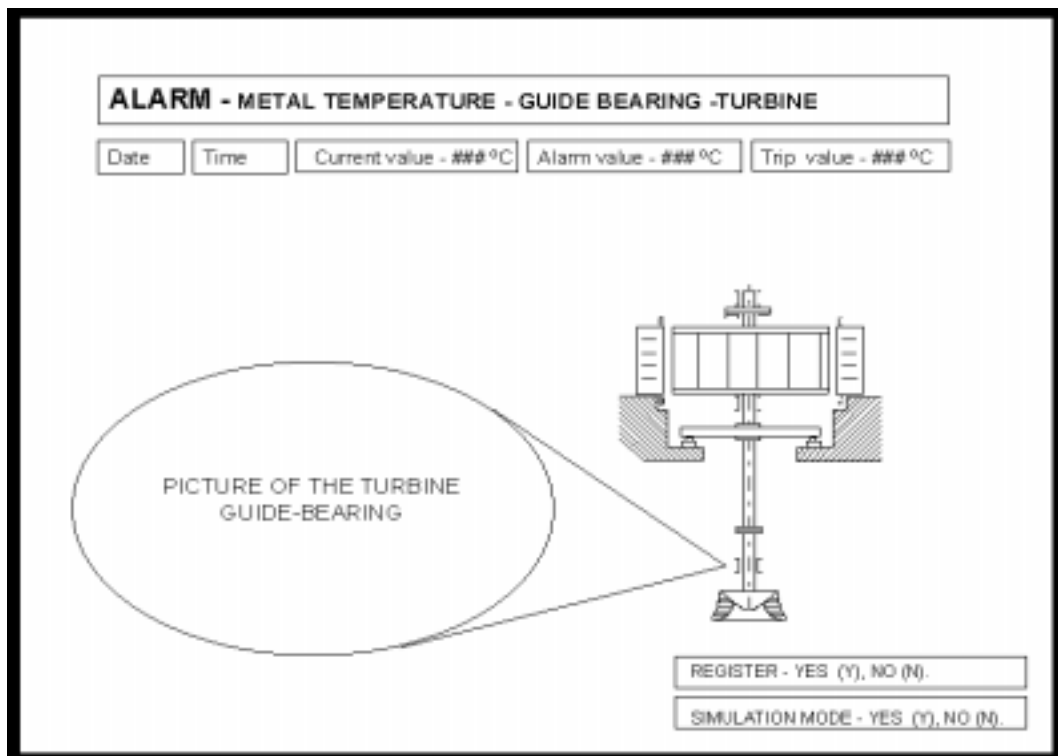 ALARM - METAL TEMPERATURE - GUIDE BEARING -TURBINE
Date Time Current value - ### ºC Alarm value - ### ºC Trip value - ### ºC
PICTURE OF THE TURBINE
GUIDE-BEARING
REGISTER - YES (Y), NO (N).
SIMULATION MODE - YES (Y), NO (N).